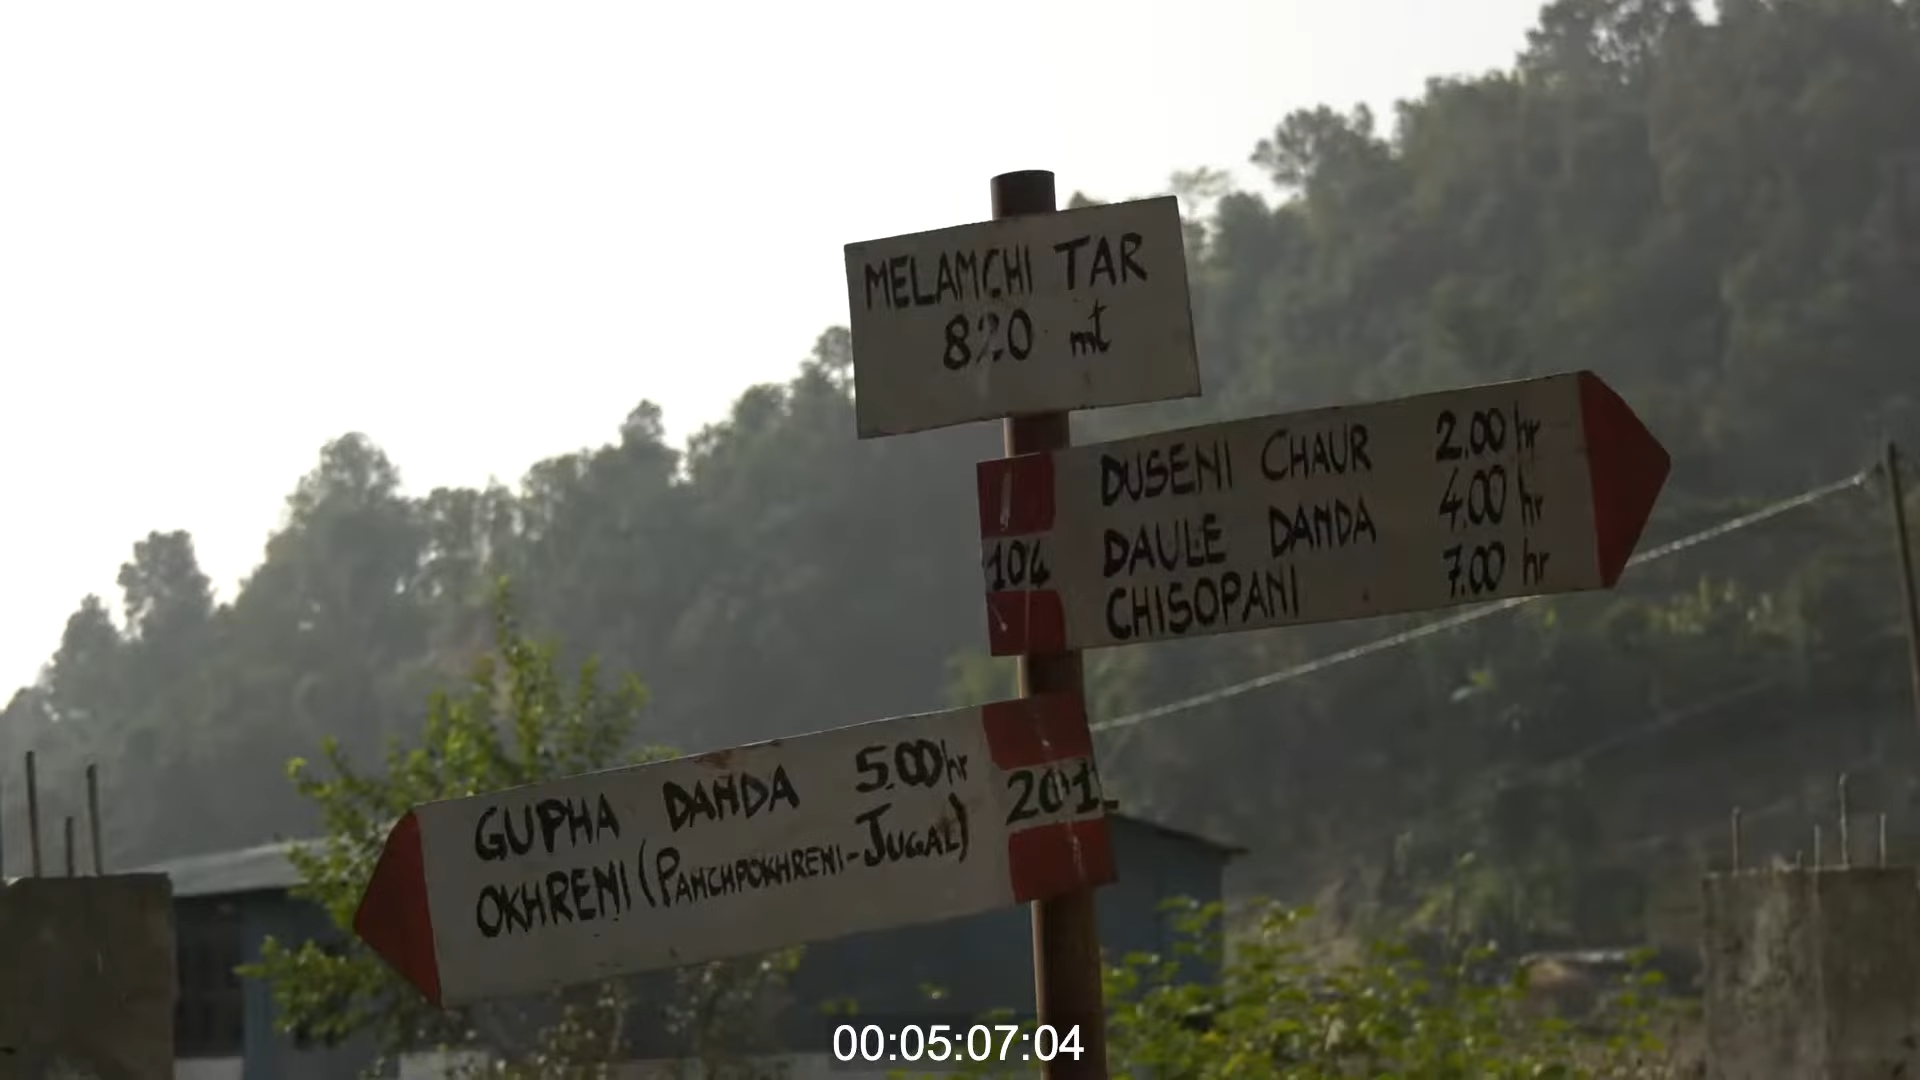 MELAMCHI TAR
820 mt
DUSENI CHAUR 2.00 hr
104
DAULE DANDA 4.00 hr
CHISOPANI 7.00 hr
GUPHA DANDA 5.00 hr
201
OKHRENI (PANCHPOKHRENI-JUGAL)
00:05:07:04